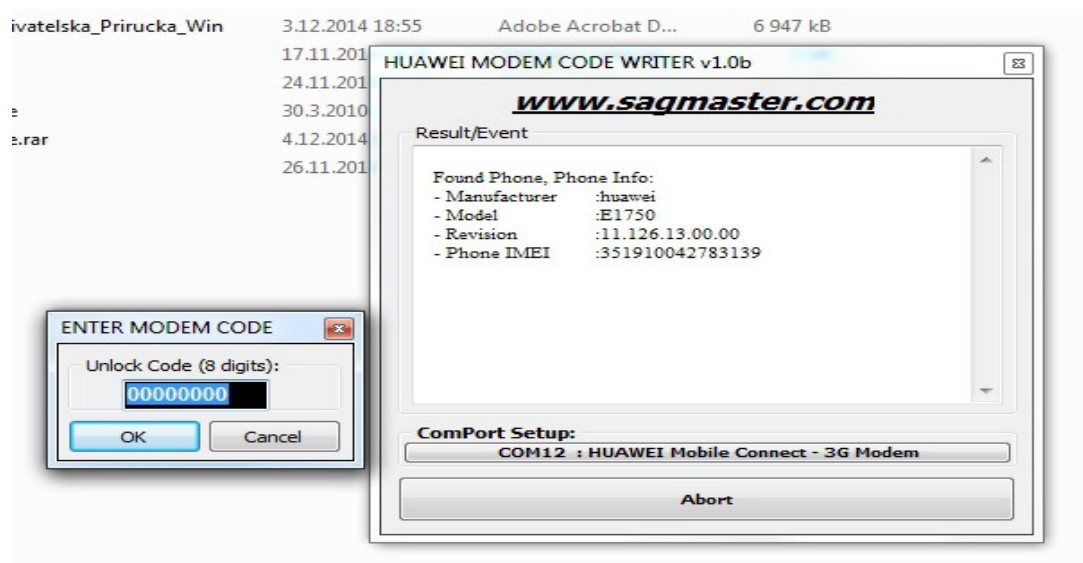 ivatelska_Prirucka_Win 3.12.2014 18:55 Adobe Acrobat D... 6 947 kB
17.11.201
24.11.201
e 30.3.2010
e.rar 4.12.2014
26.11.201
HUAWEI MODEM CODE WRITER v1.0b
www.sagmaster.com
Result/Event
Found Phone, Phone Info:
- Manufacturer :huawei
- Model :E1750
- Revision :11.126.13.00.00
- Phone IMEI :351910042783139
ENTER MODEM CODE
Unlock Code (8 digits):
00000000
OK Cancel
ComPort Setup:
COM12 : HUAWEI Mobile Connect - 3G Modem
Abort